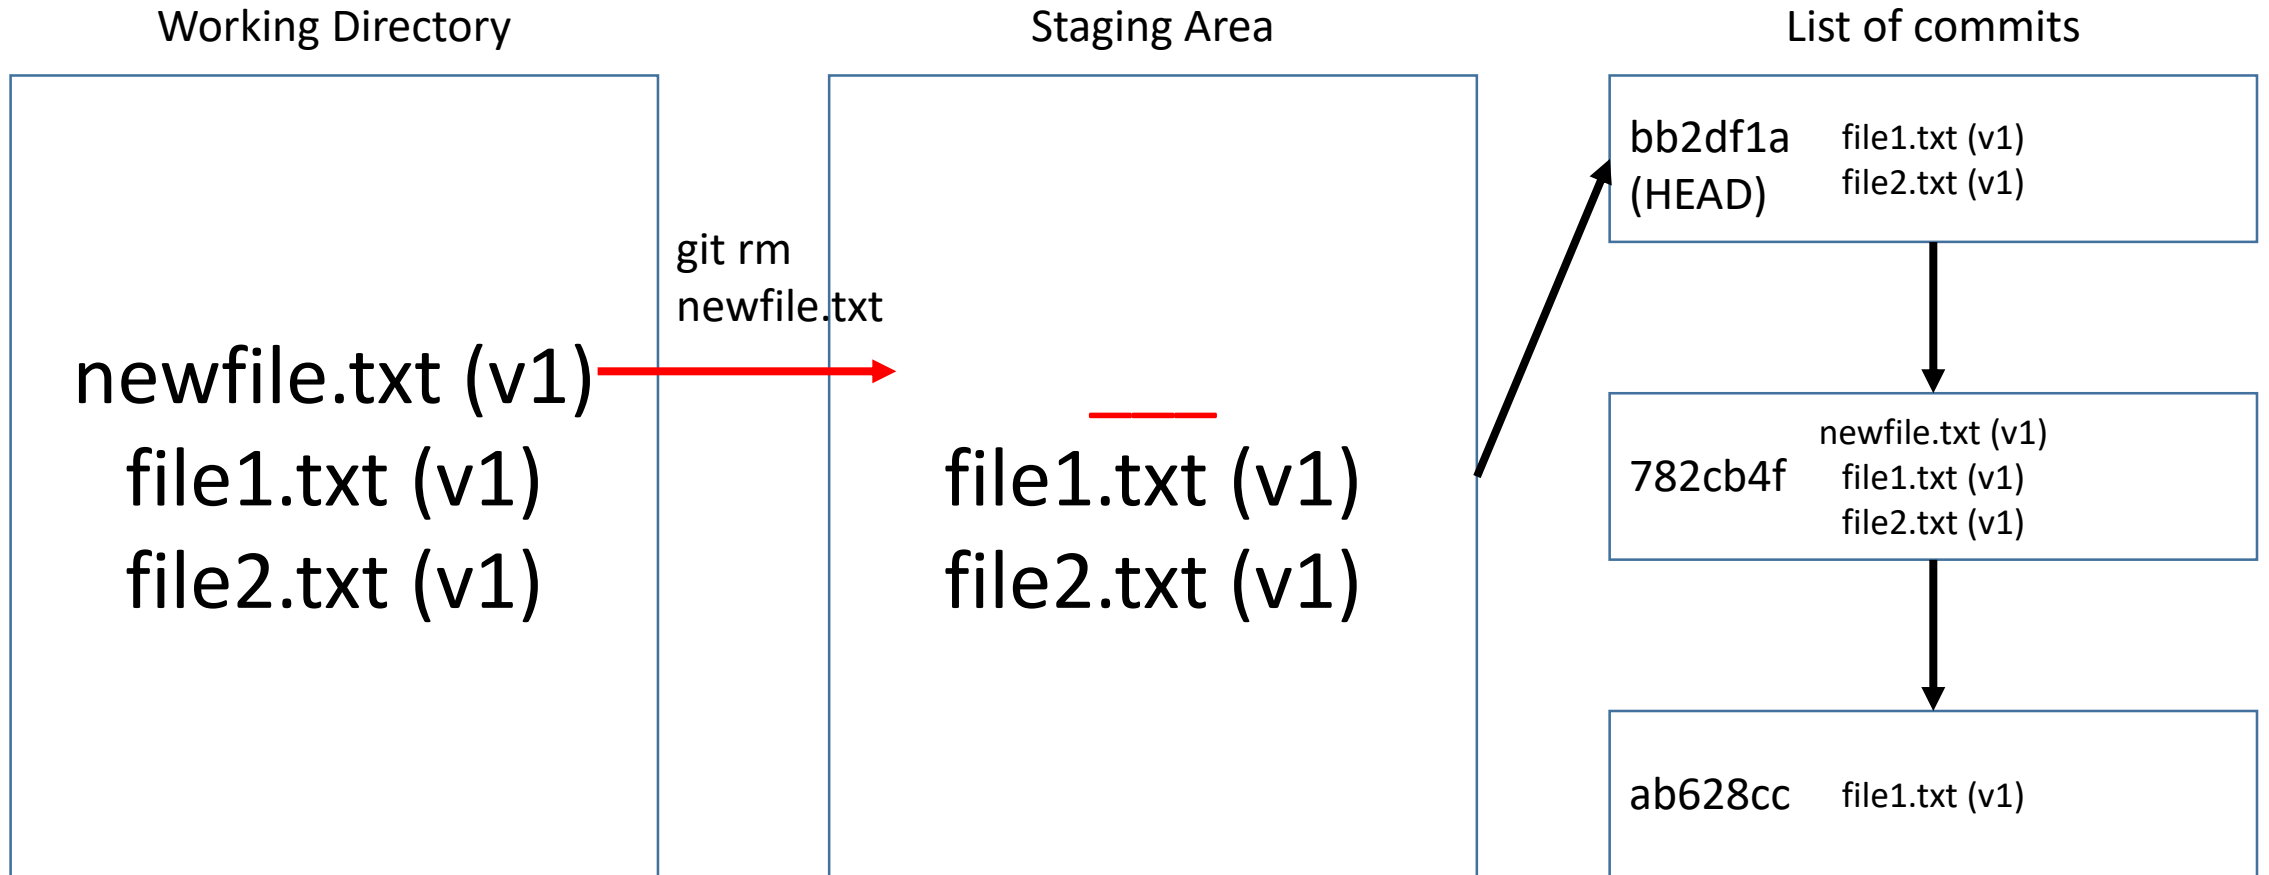 Working Directory
Staging Area
List of commits
git rm
newfile.txt
newfile.txt (v1)
file1.txt (v1)
file2.txt (v1)
___
file1.txt (v1)
file2.txt (v1)
bb2df1a
(HEAD)
file1.txt (v1)
file2.txt (v1)
782cb4f
newfile.txt (v1)
file1.txt (v1)
file2.txt (v1)
ab628cc
file1.txt (v1)